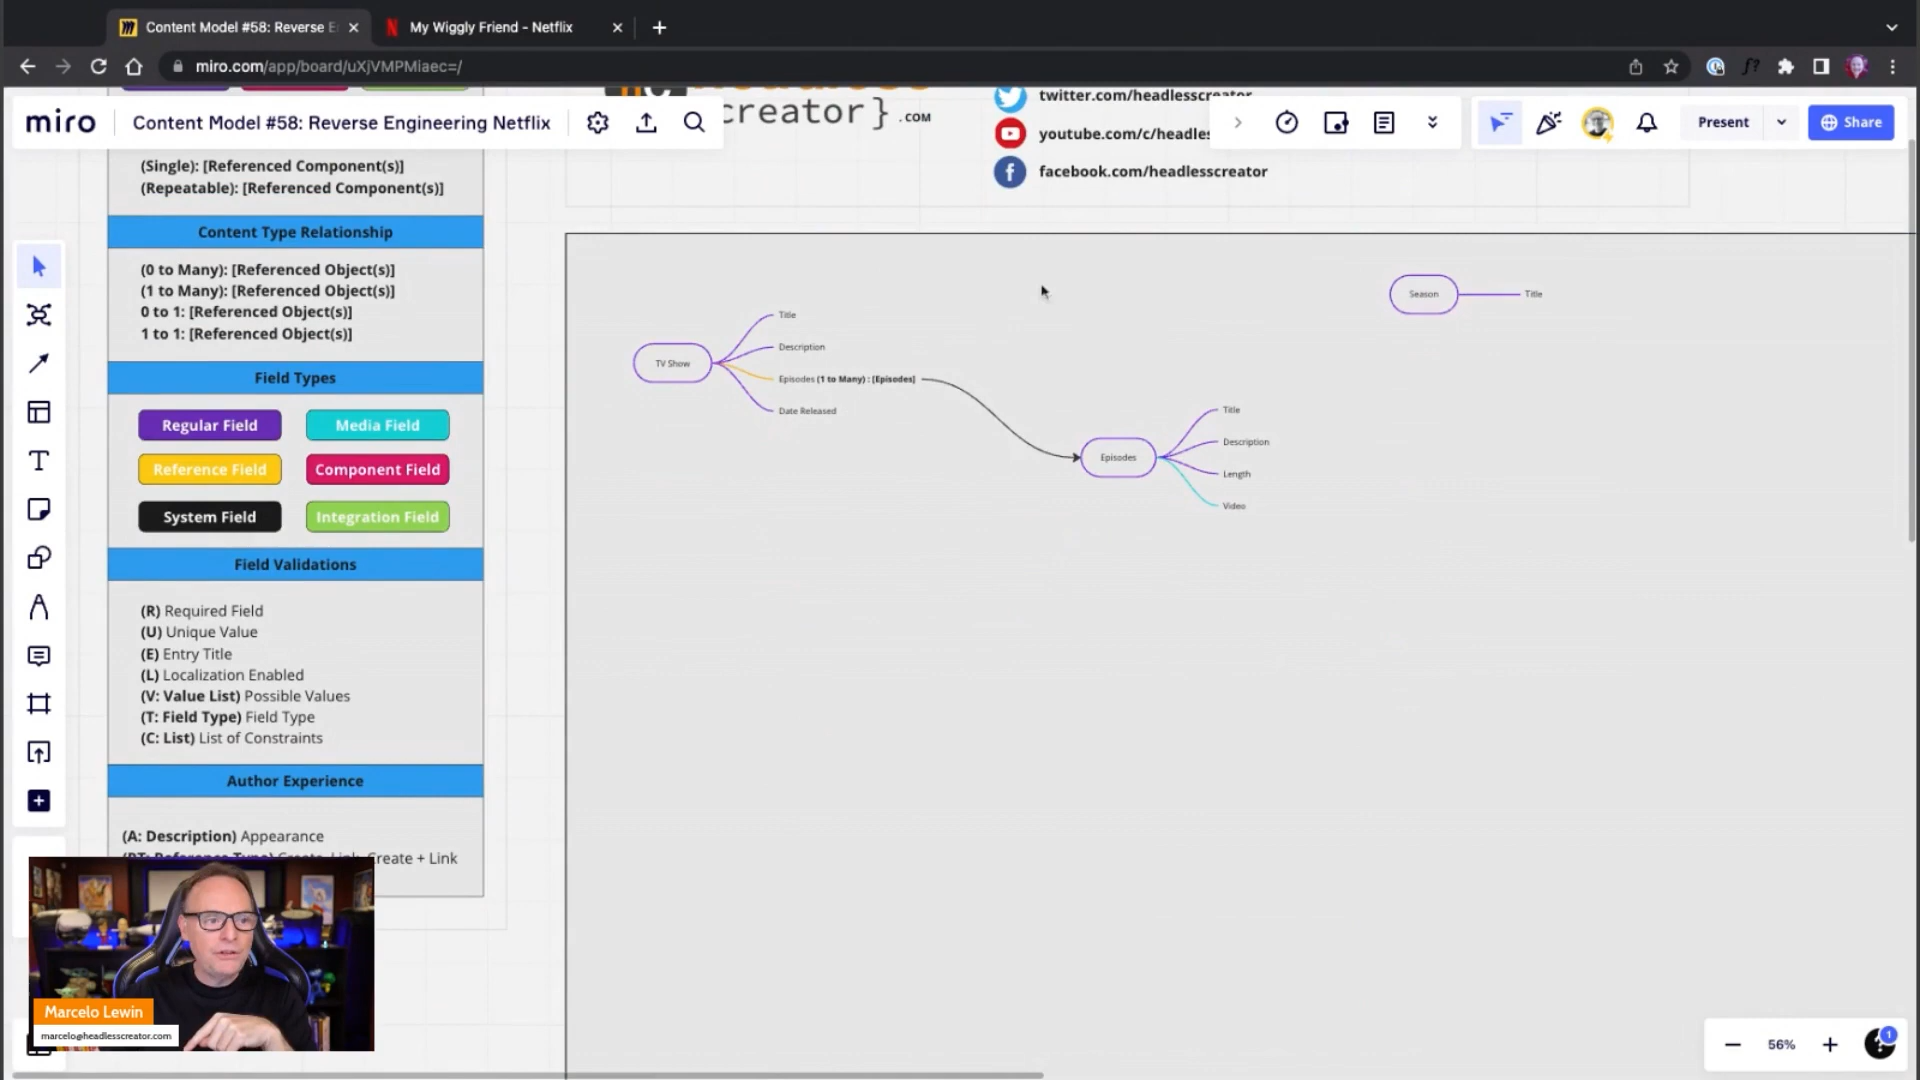 Content Model #58: Reverse E
My Wiggly Friend - Netflix
miro.com/app/board/uXjVMPMiaec=/
miro
Content Model #58: Reverse Engineering Netflix
creator}.COM
twitter.com/headlesscreator
youtube.com/c/headles
facebook.com/headlesscreator
Present
Share
(Single): [Referenced Component(s)]
(Repeatable): [Referenced Component(s)]
Content Type Relationship
(0 to Many): [Referenced Object(s)]
(1 to Many): [Referenced Object(s)]
0 to 1: [Referenced Object(s)]
1 to 1: [Referenced Object(s)]
Field Types
Regular Field
Media Field
Reference Field
Component Field
System Field
Integration Field
Field Validations
(R) Required Field
(U) Unique Value
(E) Entry Title
(L) Localization Enabled
(V: Value List) Possible Values
(T: Field Type) Field Type
(C: List) List of Constraints
Author Experience
(A: Description) Appearance
Create + Link
TV Show
Title
Description
Episodes (1 to Many) : [Episodes]
Date Released
Episodes
Title
Description
Length
Video
Season
Title
Marcelo Lewin
marcelo@headlesscreator.com
56%
1